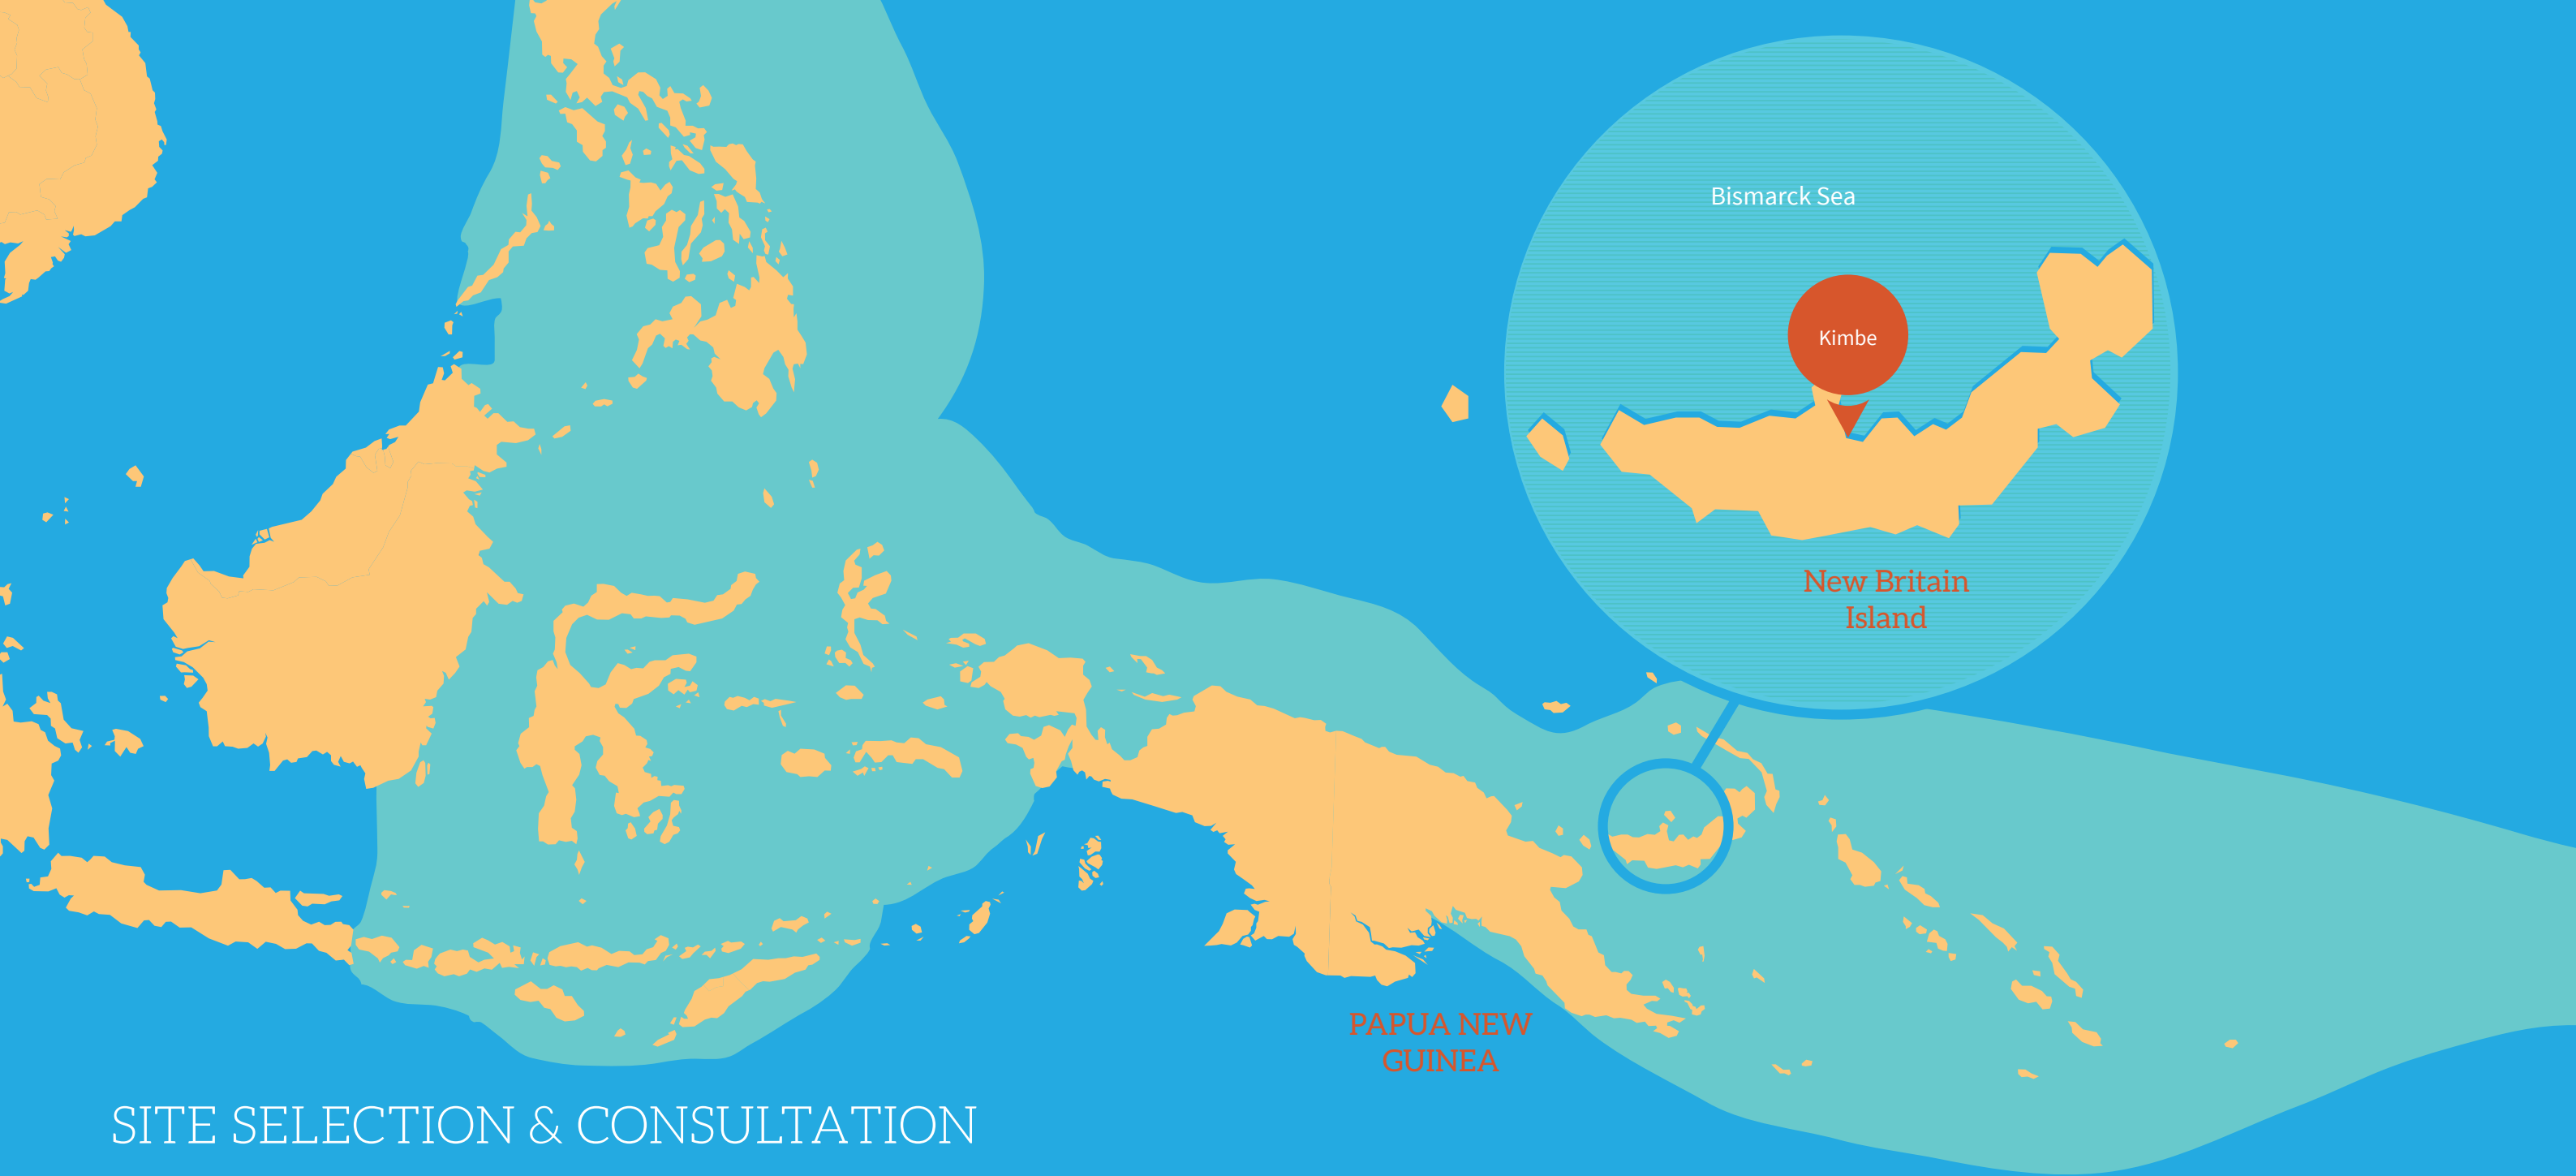 Bismarck Sea
Kimbe
New Britain
Island
PAPUA NEW
GUINEA
SITE SELECTION & CONSULTATION